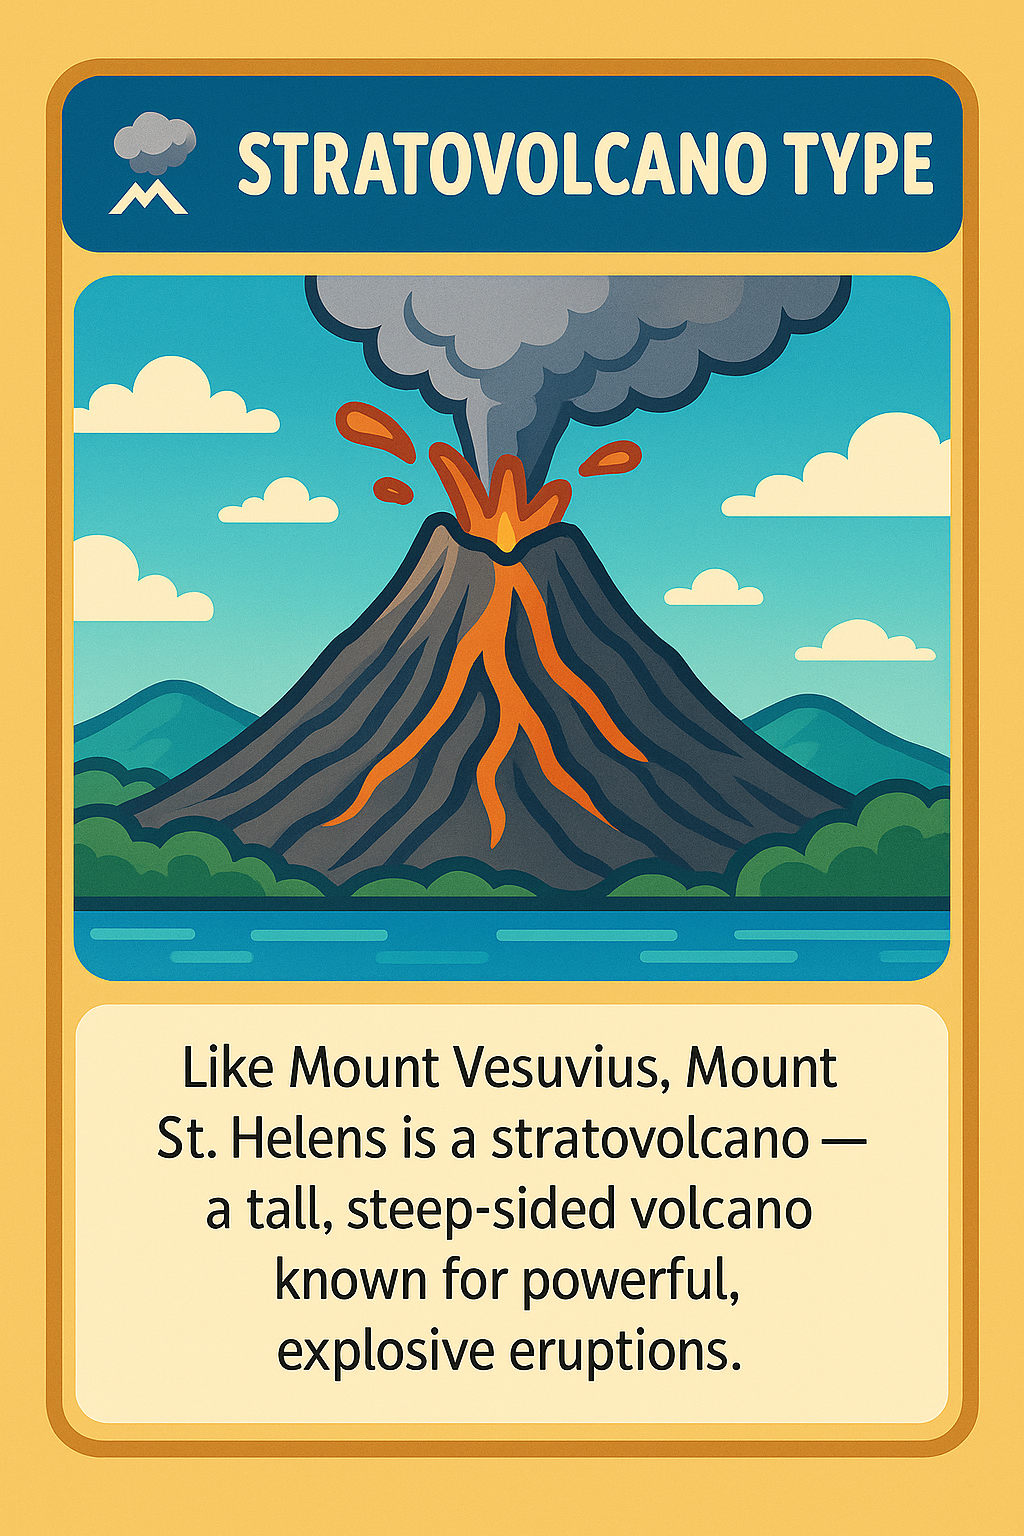 STRATOVOLCANO TYPE
Like Mount Vesuvius, Mount
St. Helens is a stratovolcano —
a tall, steep-sided volcano
known for powerful,
explosive eruptions.